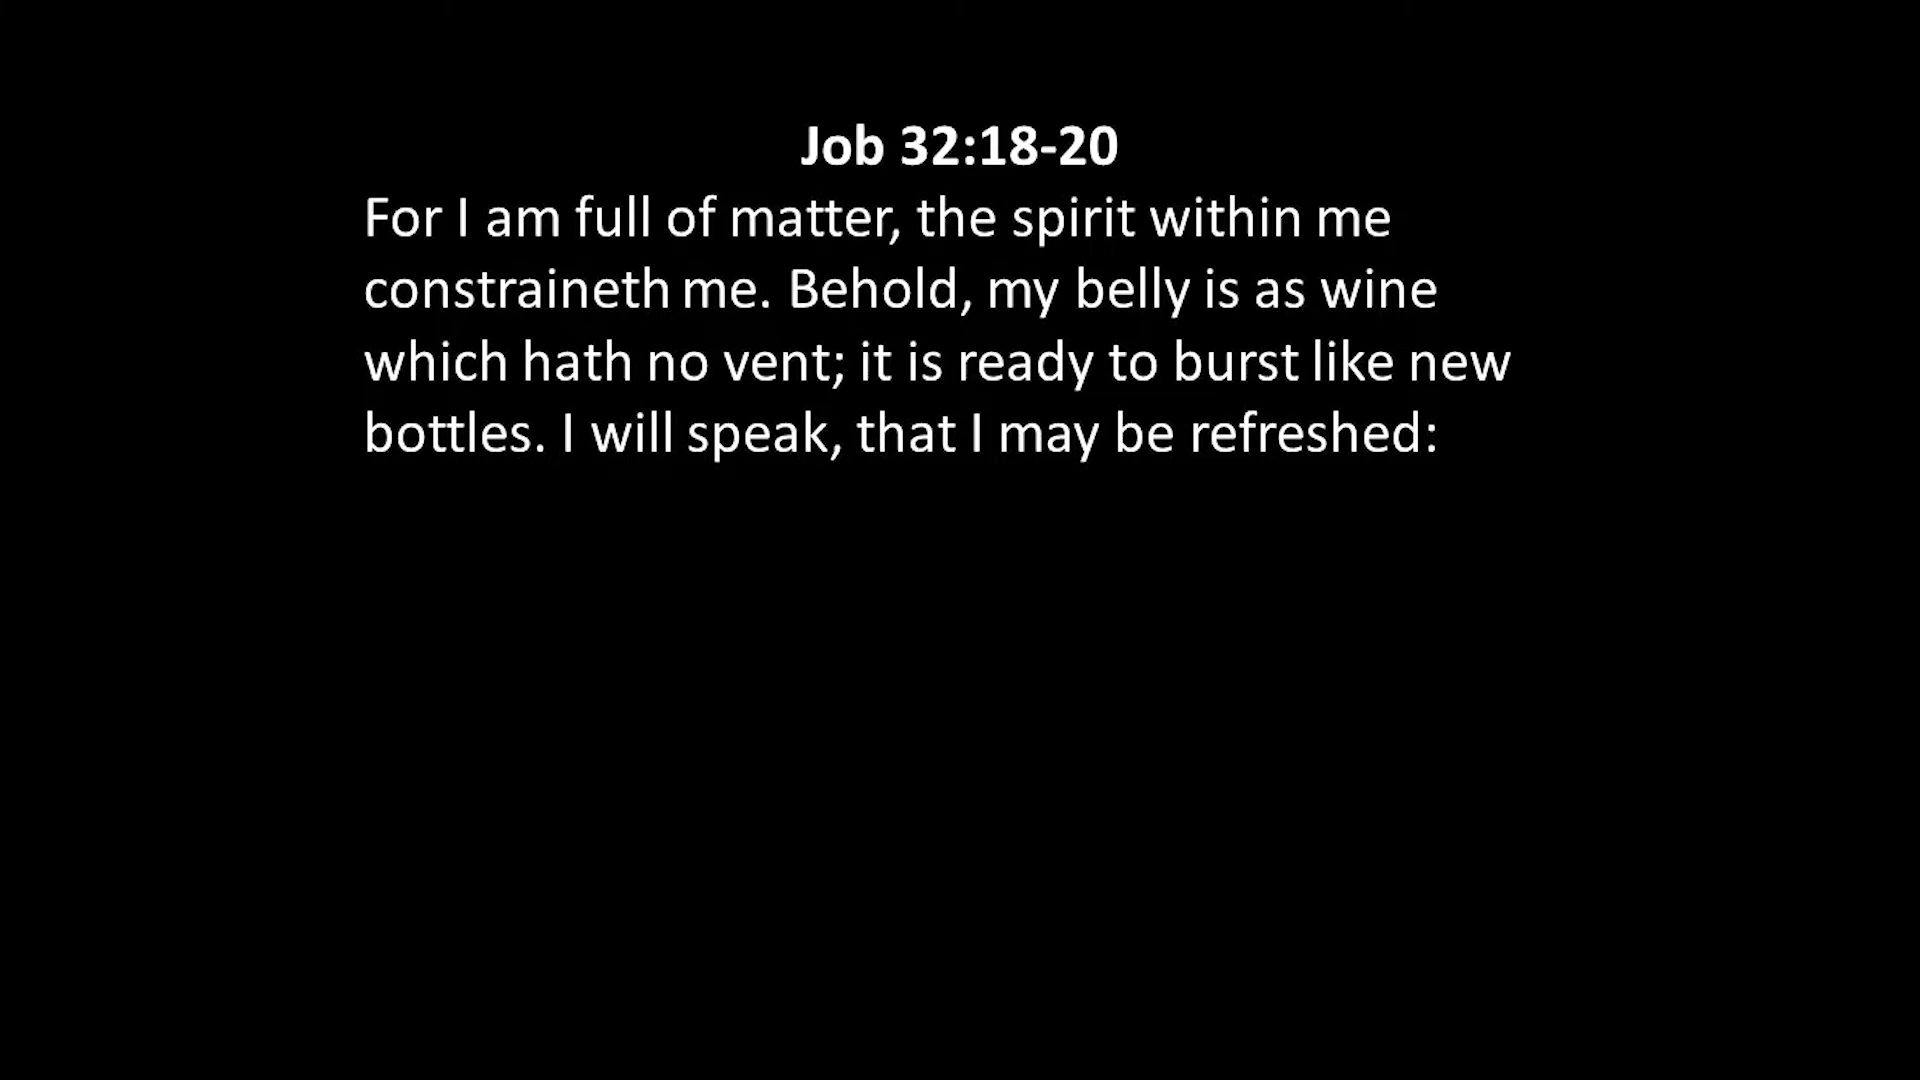 Job 32:18-20
For I am full of matter, the spirit within me
constraineth me. Behold, my belly is as wine
which hath no vent; it is ready to burst like new
bottles. I will speak, that I may be refreshed: